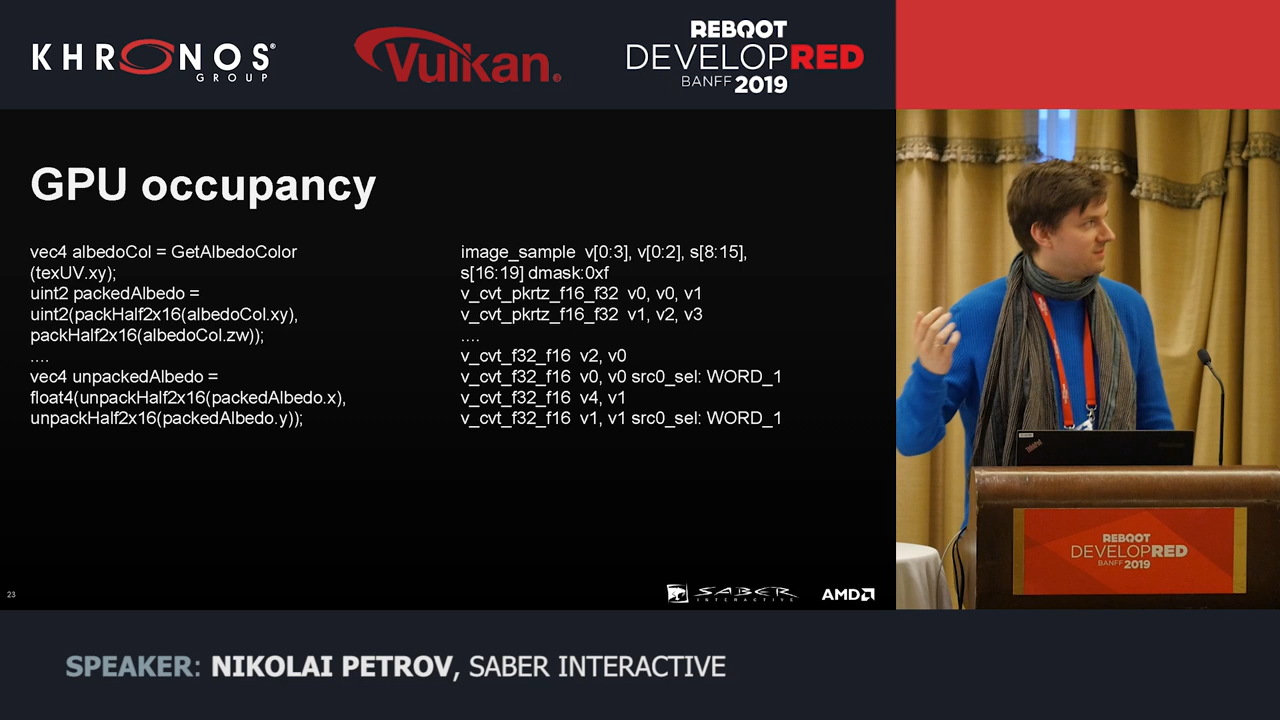 KHRONOS®
GROUP
Vulkan®
REBOOT
DEVELOPRED
BANFF 2019
GPU occupancy
vec4 albedoCol = GetAlbedoColor
(texUV.xy);
uint2 packedAlbedo =
uint2(packHalf2x16(albedoCol.xy),
packHalf2x16(albedoCol.zw));
....
vec4 unpackedAlbedo =
float4(unpackHalf2x16(packedAlbedo.x),
unpackHalf2x16(packedAlbedo.y));
image_sample v[0:3], v[0:2], s[8:15],
s[16:19] dmask:0xf
v_cvt_pkrtz_f16_f32 v0, v0, v1
v_cvt_pkrtz_f16_f32 v1, v2, v3
....
v_cvt_f32_f16 v2, v0
v_cvt_f32_f16 v0, v0 src0_sel: WORD_1
v_cvt_f32_f16 v4, v1
v_cvt_f32_f16 v1, v1 src0_sel: WORD_1
23
SABER
INTERACTIVE
AMD
ThinkPad
REBOOT
DEVELOPRED
BANFF 2019
SPEAKER: NIKOLAI PETROV, SABER INTERACTIVE